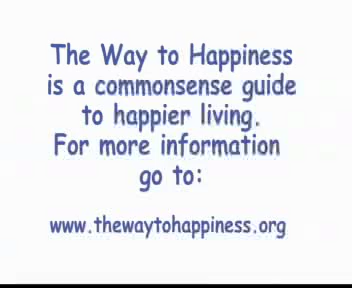 The Way to Happiness
is a commonsense guide
to happier living.
For more information
go to:
www.thewaytohappiness.org